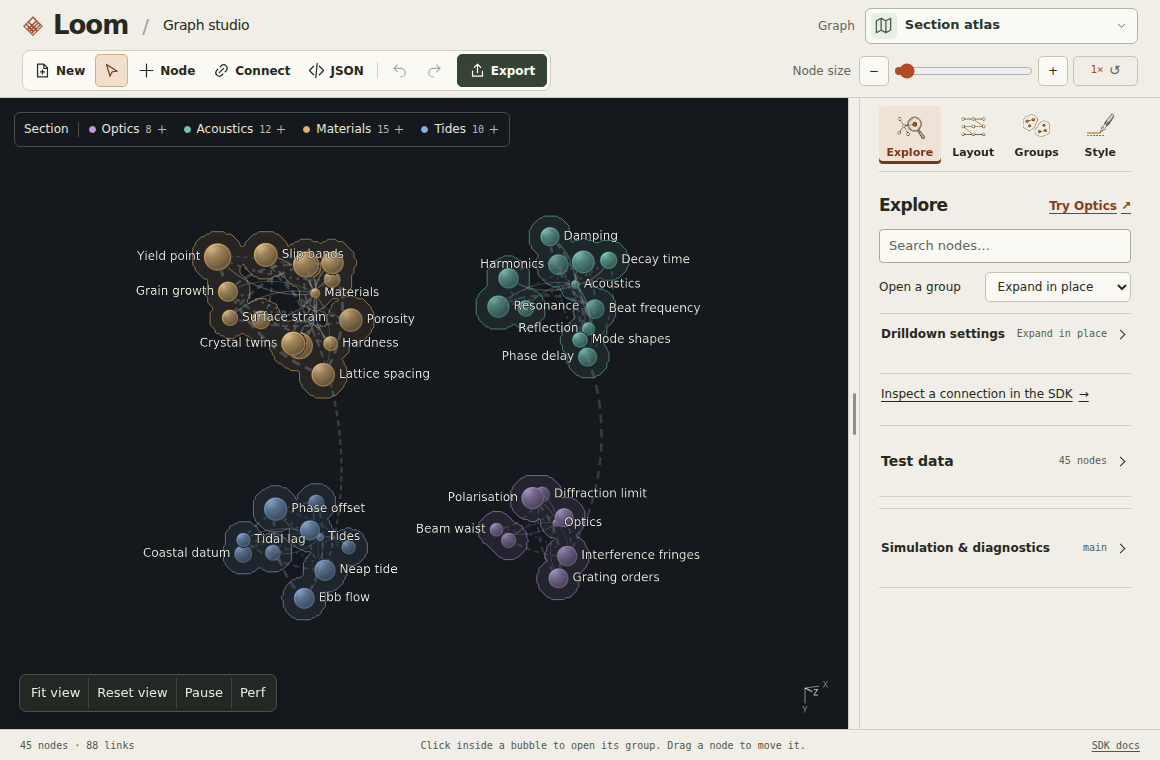 Loom / Graph studio
Graph Section atlas
New Node Connect JSON Export
Node size − + 1× ↺
Section Optics 8 + Acoustics 12 + Materials 15 + Tides 10 +
Explore Layout Groups Style
Explore Try Optics ↗
Search nodes...
Open a group Expand in place
Drilldown settings Expand in place
Inspect a connection in the SDK →
Test data 45 nodes
Simulation & diagnostics main
Yield point
Slip bands
Grain growth
Materials
Surface strain
Porosity
Crystal twins
Hardness
Lattice spacing
Damping
Harmonics
Decay time
Acoustics
Resonance
Beat frequency
Reflection
Mode shapes
Phase delay
Phase offset
Tidal lag
Tides
Coastal datum
Neap tide
Ebb flow
Polarisation
Diffraction limit
Beam waist
Optics
Interference fringes
Grating orders
Fit view Reset view Pause Perf
X
Z
Y
45 nodes · 88 links
Click inside a bubble to open its group. Drag a node to move it.
SDK docs